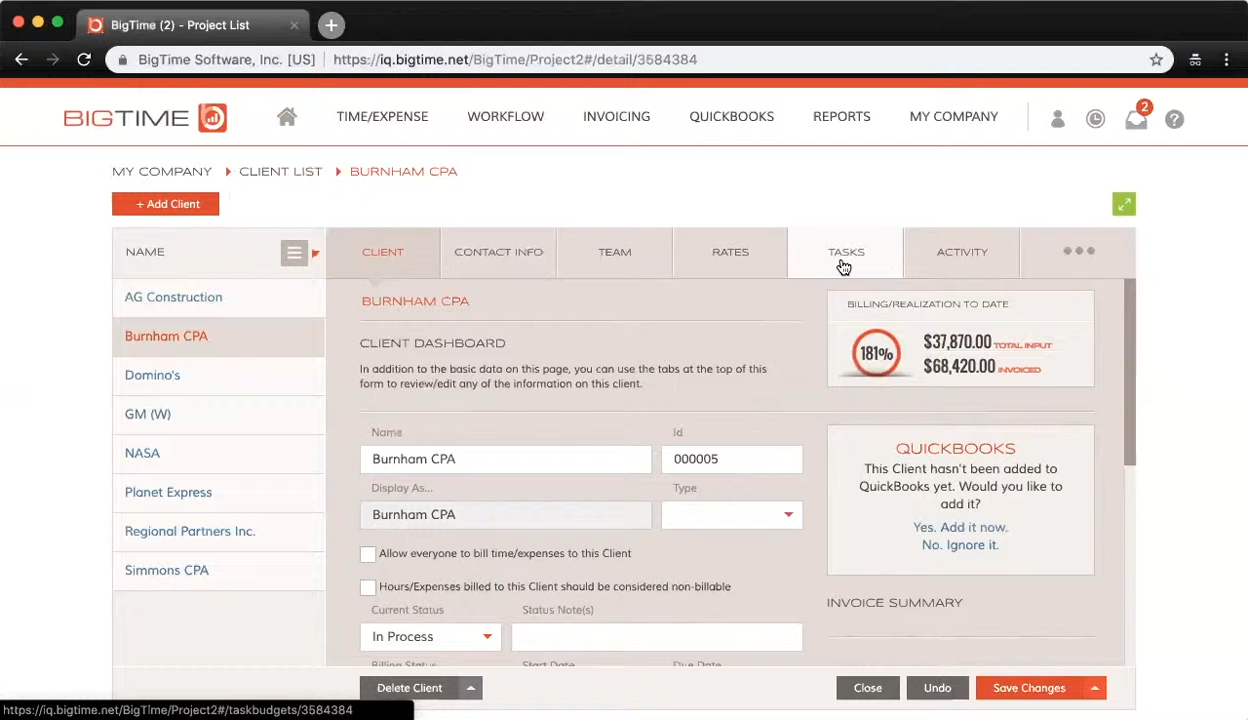 BigTime (2) - Project List
BigTime Software, Inc. [US] | https://iq.bigtime.net/BigTime/Project2#/detail/3584384
BIGTIME
TIME/EXPENSE WORKFLOW INVOICING QUICKBOOKS REPORTS MY COMPANY 2 ?
MY COMPANY CLIENT LIST BURNHAM CPA
+ Add Client
NAME
CLIENT CONTACT INFO TEAM RATES TASKS ACTIVITY
AG Construction
Burnham CPA
Domino's
GM (W)
NASA
Planet Express
Regional Partners Inc.
Simmons CPA
BURNHAM CPA
CLIENT DASHBOARD
In addition to the basic data on this page, you can use the tabs at the top of this
form to review/edit any of the information on this client.
Name Id
Burnham CPA 000005
Display As... Type
Burnham CPA
Allow everyone to bill time/expenses to this Client
Hours/Expenses billed to this Client should be considered non-billable
Current Status Status Note(s)
In Process
Billing Status Start Date Due Date
BILLING/REALIZATION TO DATE
181%
$37,870.00 TOTAL INPUT
$68,420.00 INVOICED
QUICKBOOKS
This Client hasn't been added to
QuickBooks yet. Would you like to
add it?
Yes. Add it now.
No. Ignore it.
INVOICE SUMMARY
Delete Client Close Undo Save Changes
https://iq.bigtime.net/BigTime/Project2#/taskbudgets/3584384